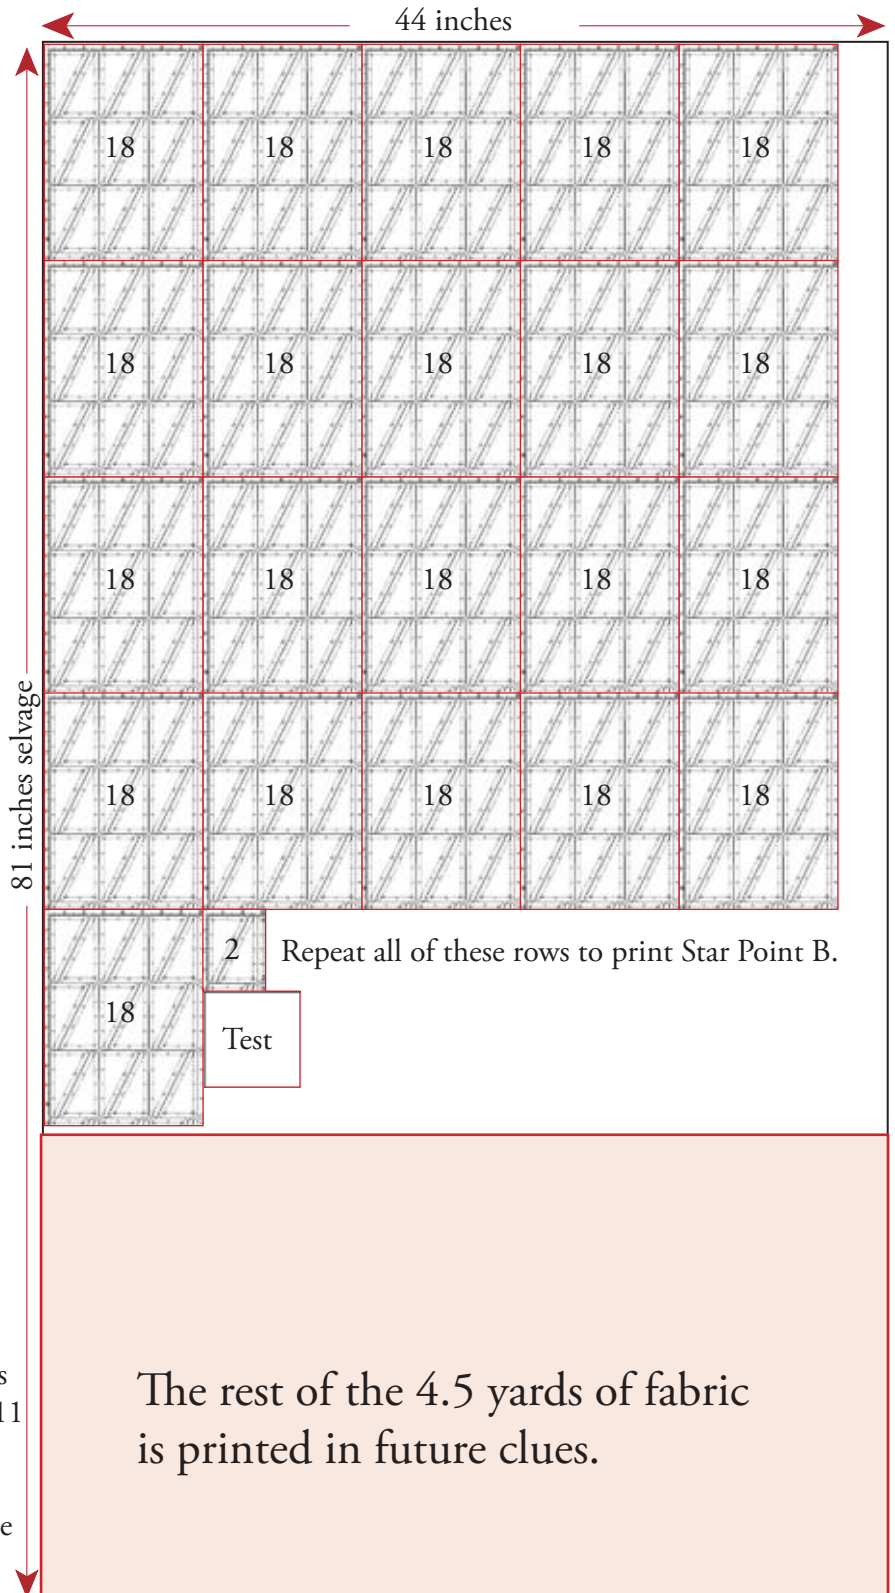 44 inches
18 18 18 18 18
18 18 18 18 18
18 18 18 18 18
81 inches selvage
18 18 18 18 18
2 Repeat all of these rows to print Star Point B.
18
Test
s
11
The rest of the 4.5 yards of fabric
is printed in future clues.
e